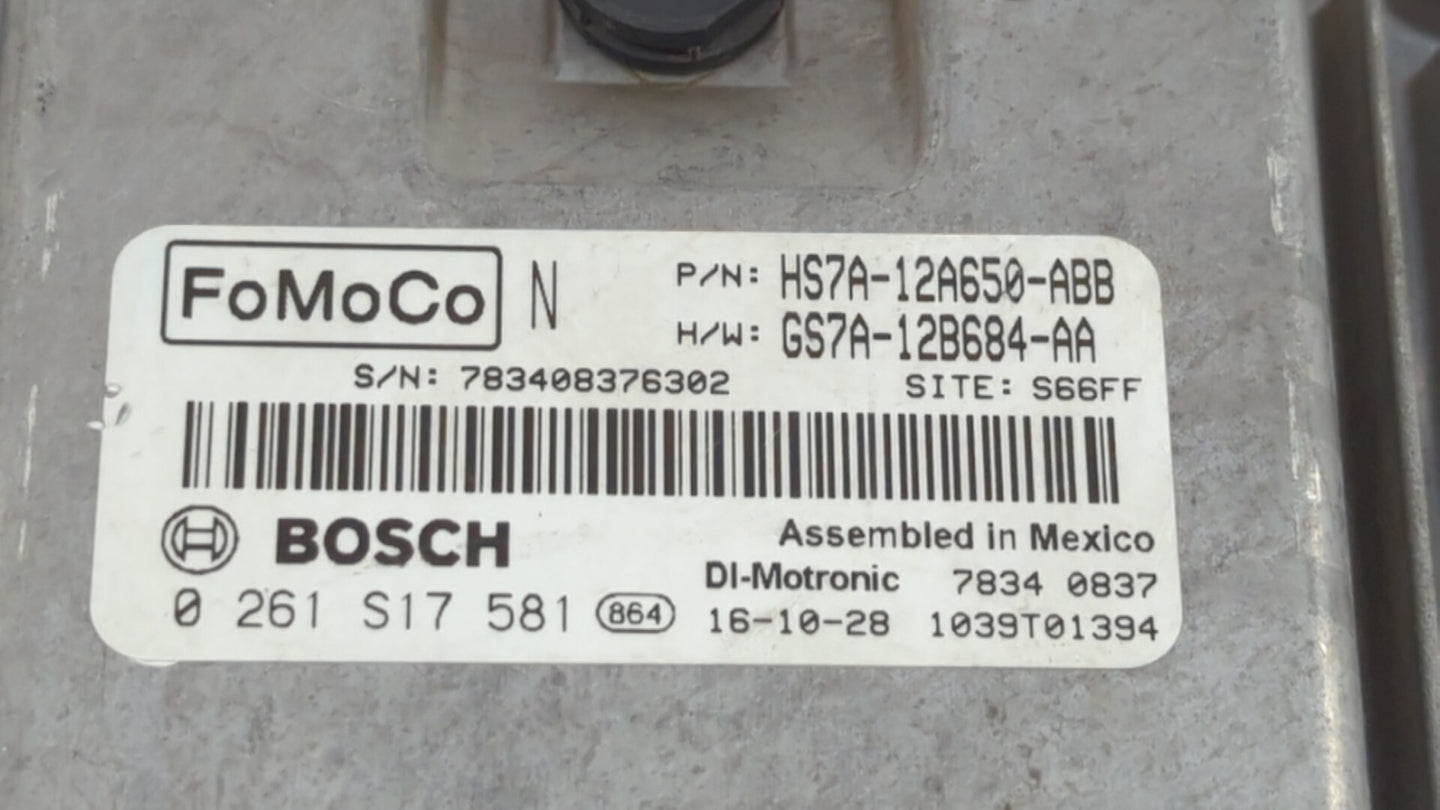 FoMoCo N P/N: HS7A-12A650-ABB
H/W: GS7A-12B684-AA
S/N: 783408376302 SITE: S66FF
BOSCH Assembled in Mexico
DI-Motronic 7834 0837
0 261 S17 581 864 16-10-28 1039T01394